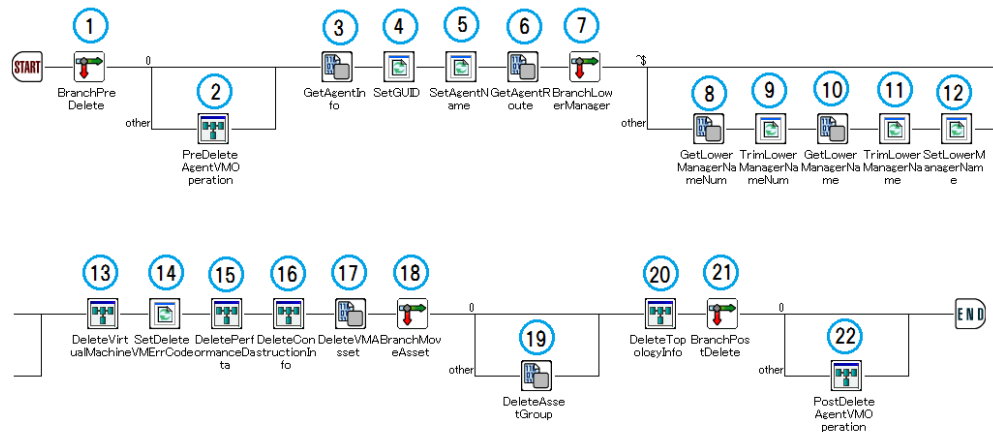 1
2
3
4
5
6
7
8
9
10
11
12
START
0
^$
BranchPre
Delete
GetAgentIn
fo
SetGUID
SetAgentN
ame
GetAgentR
oute
BranchLow
erManager
other
other
PreDelete
AgentVMO
peration
GetLower
ManagerNa
meNum
TrimLower
ManagerNa
meNum
GetLower
ManagerNa
me
TrimLower
ManagerNa
me
SetLowerM
anagerNam
e
13
14
15
16
17
18
19
20
21
22
0
0
END
DeleteVirt
ualMachine
SetDelete
VMErrCode
DeletePerf
ormanceDa
ta
DeleteCon
structionIn
fo
DeleteVMA
sset
BranchMov
eAsset
DeleteTop
ologyInfo
BranchPos
tDelete
other
other
DeleteAsse
tGroup
PostDelete
AgentVMO
peration